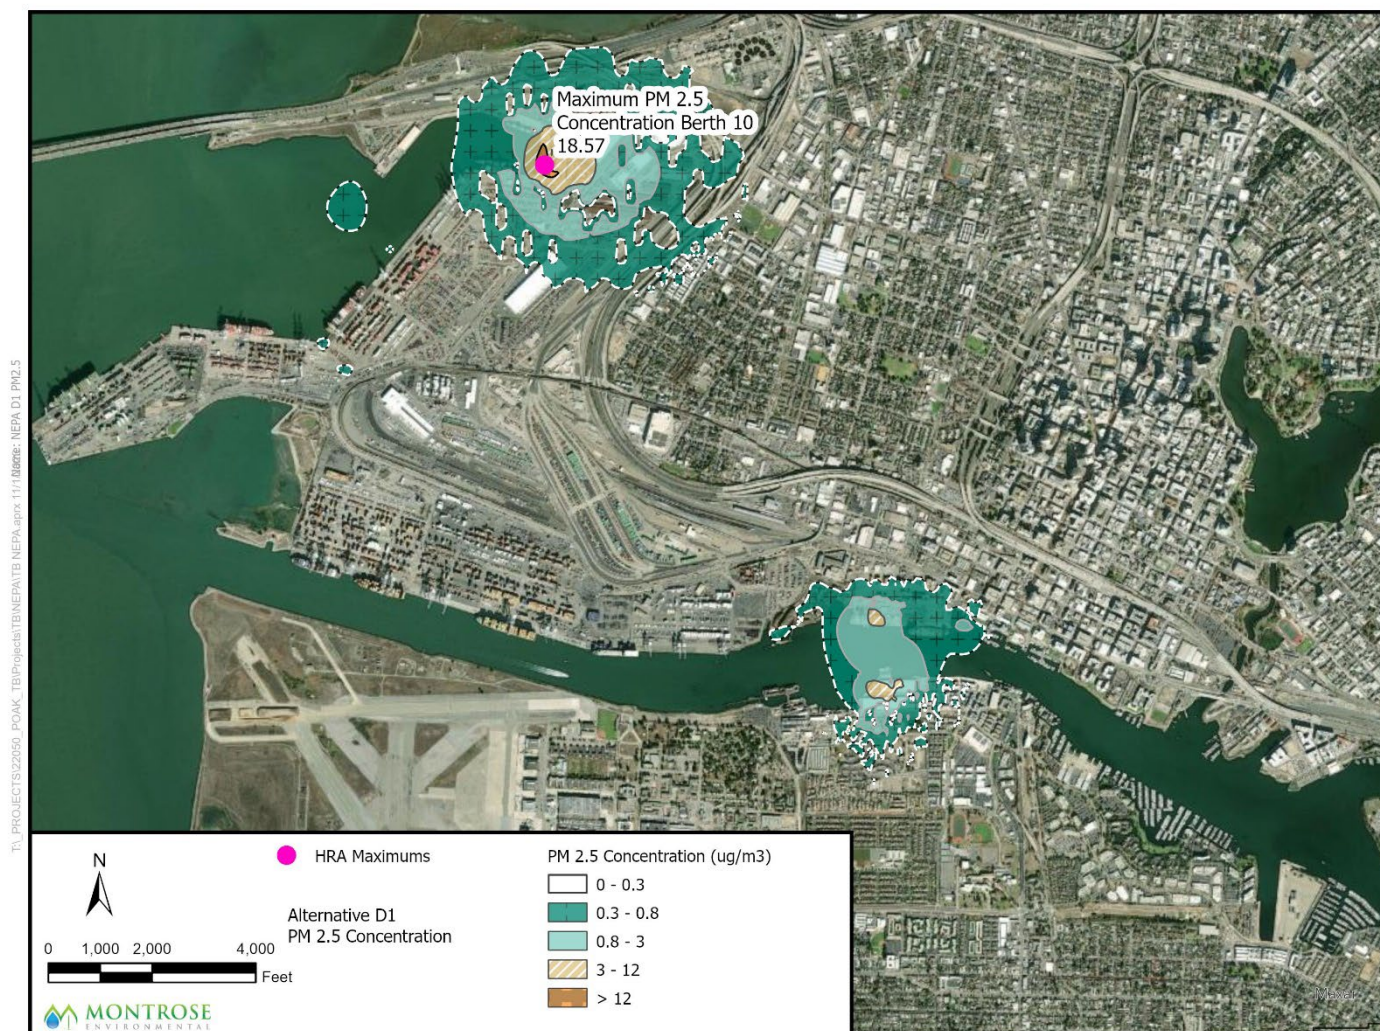 Maximum PM 2.5
Concentration Berth 10
18.57
N
0 1,000 2,000 4,000
Feet
MONTROSE
ENVIRONMENTAL
HRA Maximums
Alternative D1
PM 2.5 Concentration
PM 2.5 Concentration (ug/m3)
0 - 0.3
0.3 - 0.8
0.8 - 3
3 - 12
> 12
Maxar